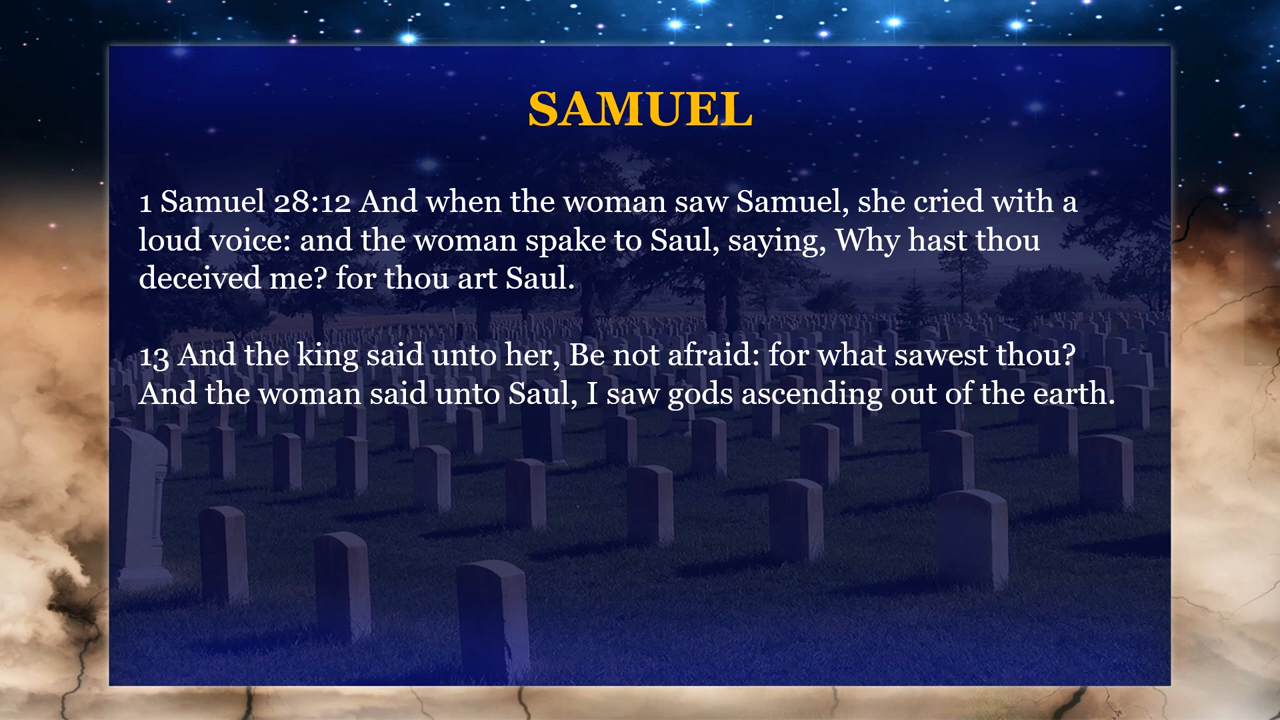 SAMUEL
1 Samuel 28:12 And when the woman saw Samuel, she cried with a
loud voice: and the woman spake to Saul, saying, Why hast thou
deceived me? for thou art Saul.
13 And the king said unto her, Be not afraid: for what sawest thou?
And the woman said unto Saul, I saw gods ascending out of the earth.